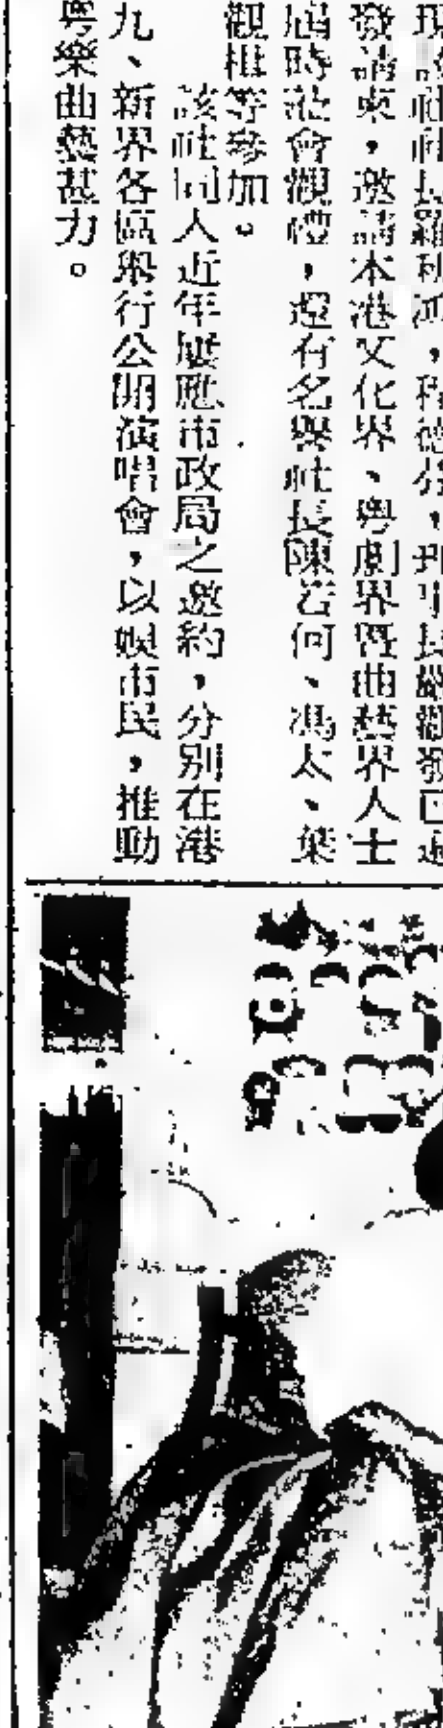 發請柬，邀請本港文化界、粵劇界暨曲藝界人士
屆時蒞會觀禮，還有名譽社長陳若何、馮太、葉
觀柑等參加。
該社同人近年屢應市政局之邀約，分別在港
九、新界各區舉行公開演唱會，以娛市民，推動
粵樂曲藝甚力。